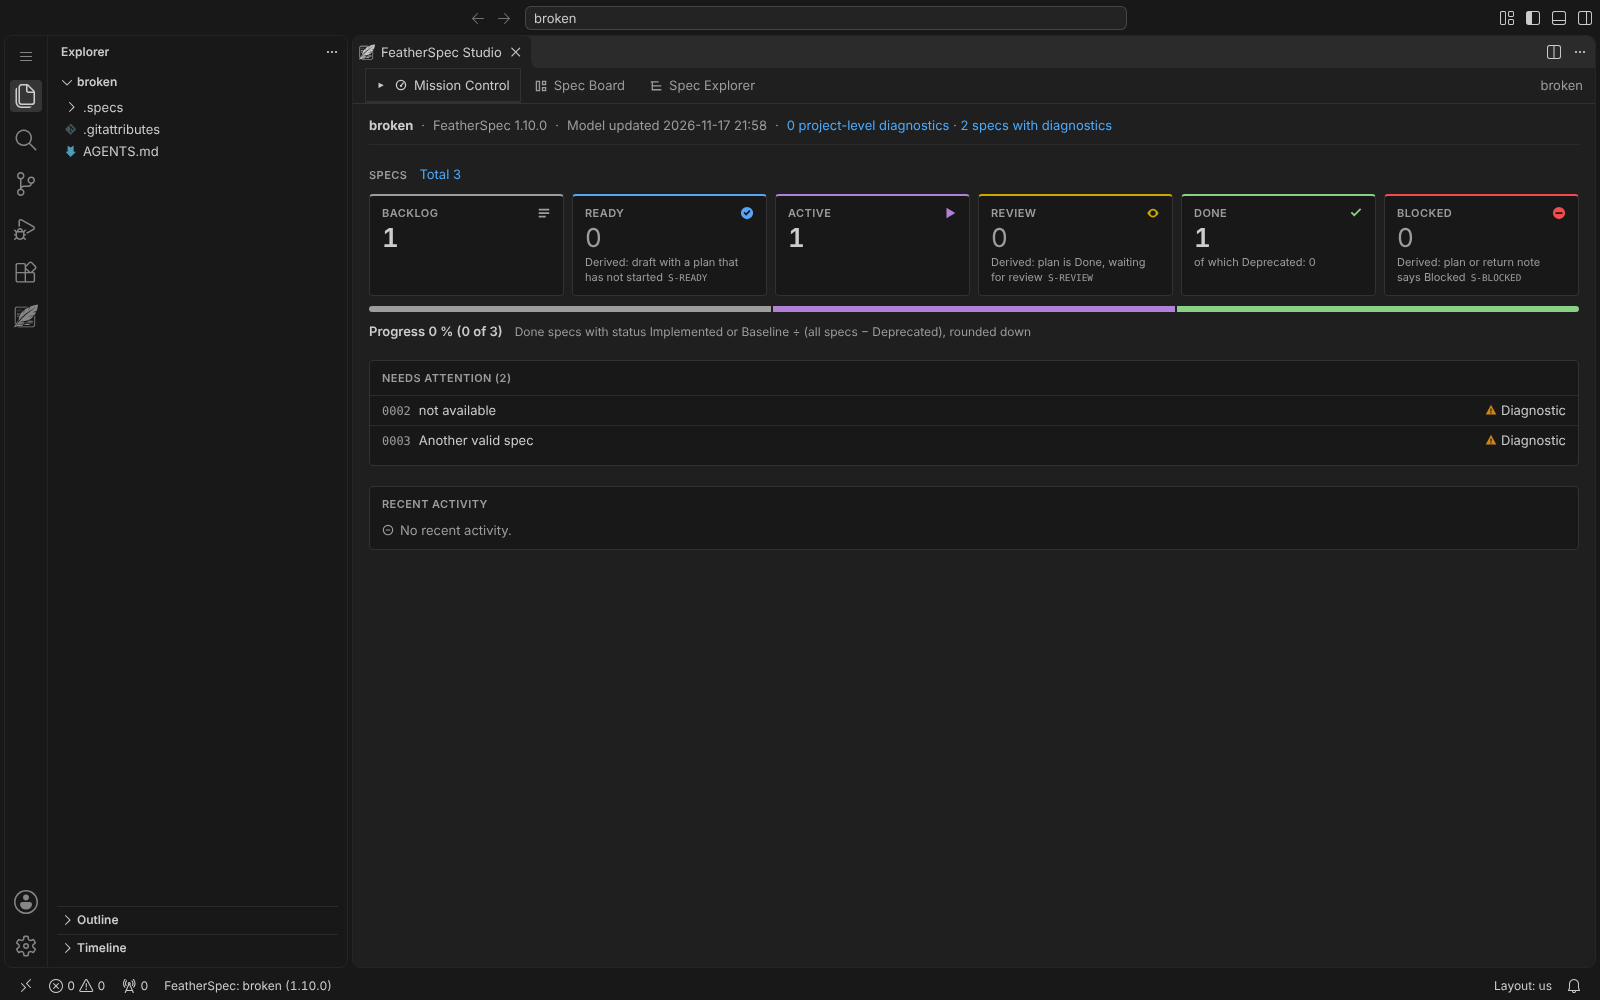 broken
Explorer
broken
.specs
.gitattributes
AGENTS.md
Outline
Timeline
FeatherSpec Studio
Mission Control
Spec Board
Spec Explorer
broken
broken · FeatherSpec 1.10.0 · Model updated 2026-11-17 21:58 · 0 project-level diagnostics · 2 specs with diagnostics
SPECS Total 3
BACKLOG
1
READY
0
Derived: draft with a plan that
has not started S-READY
ACTIVE
1
REVIEW
0
Derived: plan is Done, waiting
for review S-REVIEW
DONE
1
of which Deprecated: 0
BLOCKED
0
Derived: plan or return note
says Blocked S-BLOCKED
Progress 0 % (0 of 3) Done specs with status Implemented or Baseline ÷ (all specs − Deprecated), rounded down
NEEDS ATTENTION (2)
0002 not available Diagnostic
0003 Another valid spec Diagnostic
RECENT ACTIVITY
No recent activity.
0 0 0 FeatherSpec: broken (1.10.0) Layout: us